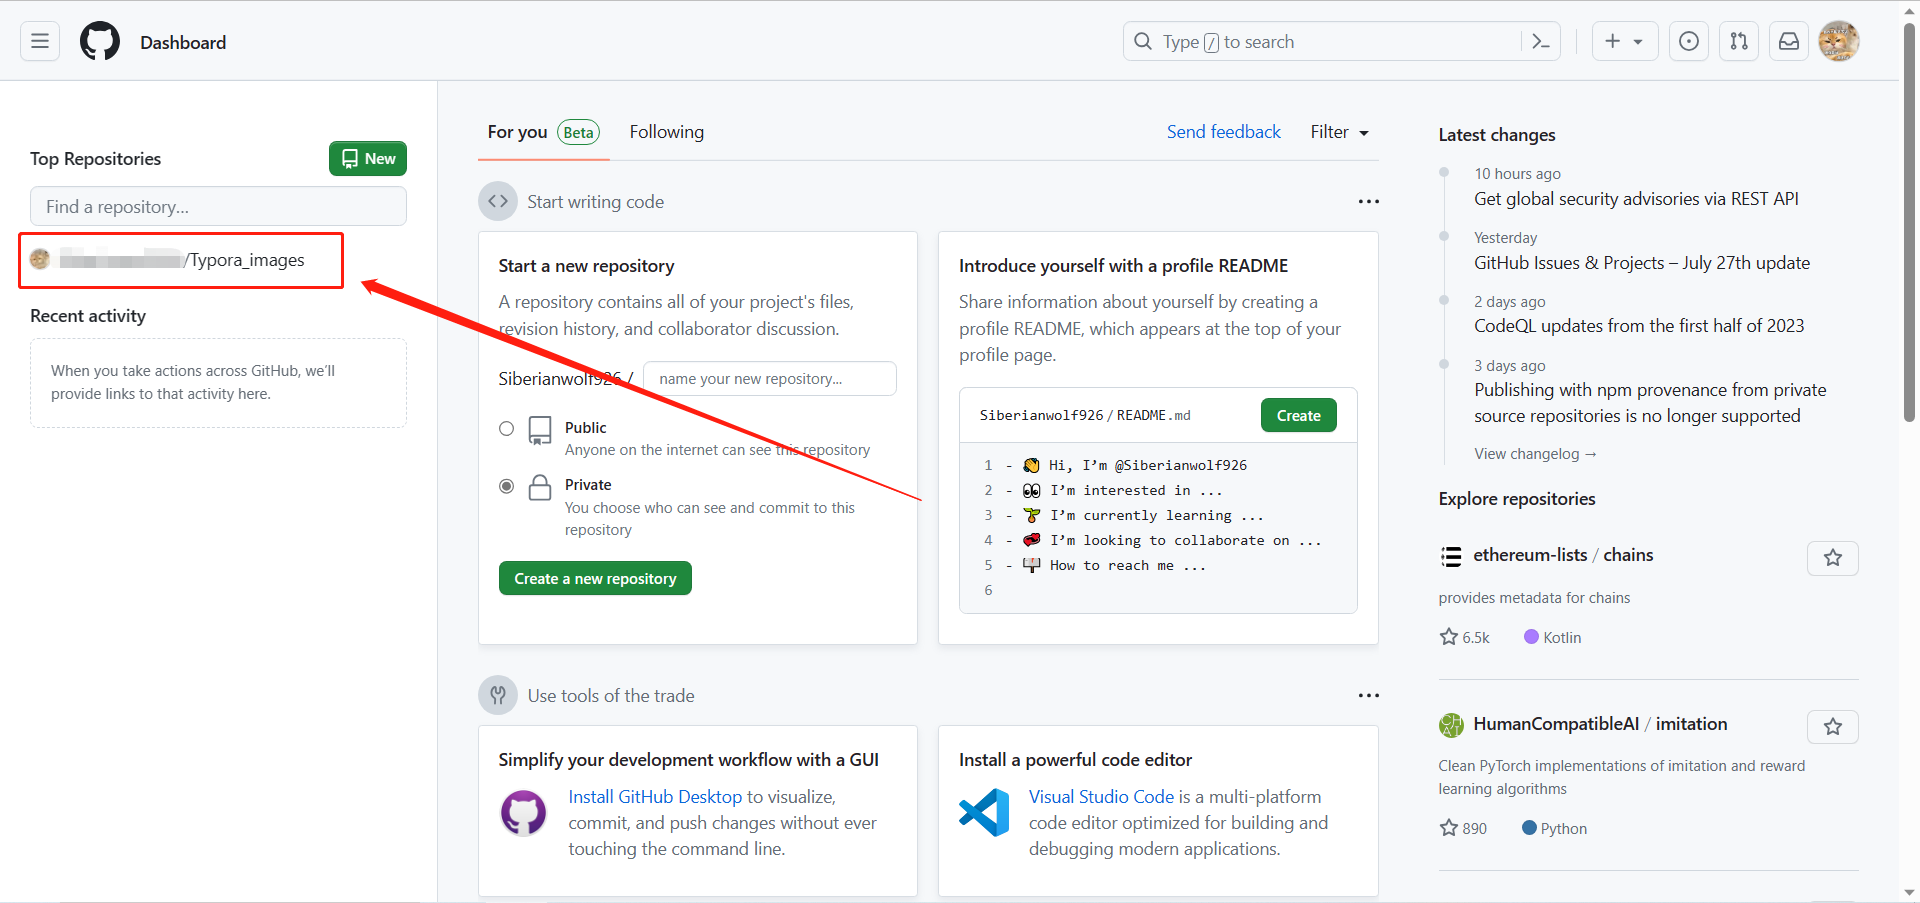 Dashboard
Type / to search
Top Repositories
New
Find a repository…
/Typora_images
Recent activity
When you take actions across GitHub, we’ll
provide links to that activity here.
For you Beta
Following
Send feedback
Filter
Start writing code
Start a new repository
A repository contains all of your project's files,
revision history, and collaborator discussion.
Siberianwolf926 /
name your new repository...
Public
Anyone on the internet can see this repository
Private
You choose who can see and commit to this
repository
Create a new repository
Introduce yourself with a profile README
Share information about yourself by creating a
profile README, which appears at the top of your
profile page.
Siberianwolf926 / README.md
Create
1 - 👋 Hi, I’m @Siberianwolf926
2 - 👀 I’m interested in ...
3 - 🌱 I’m currently learning ...
4 - 💞️ I’m looking to collaborate on ...
5 - 📫 How to reach me ...
6
Use tools of the trade
Simplify your development workflow with a GUI
Install GitHub Desktop to visualize,
commit, and push changes without ever
touching the command line.
Install a powerful code editor
Visual Studio Code is a multi-platform
code editor optimized for building and
debugging modern applications.
Latest changes
10 hours ago
Get global security advisories via REST API
Yesterday
GitHub Issues & Projects – July 27th update
2 days ago
CodeQL updates from the first half of 2023
3 days ago
Publishing with npm provenance from private
source repositories is no longer supported
View changelog →
Explore repositories
ethereum-lists / chains
provides metadata for chains
6.5k
Kotlin
HumanCompatibleAI / imitation
Clean PyTorch implementations of imitation and reward
learning algorithms
890
Python